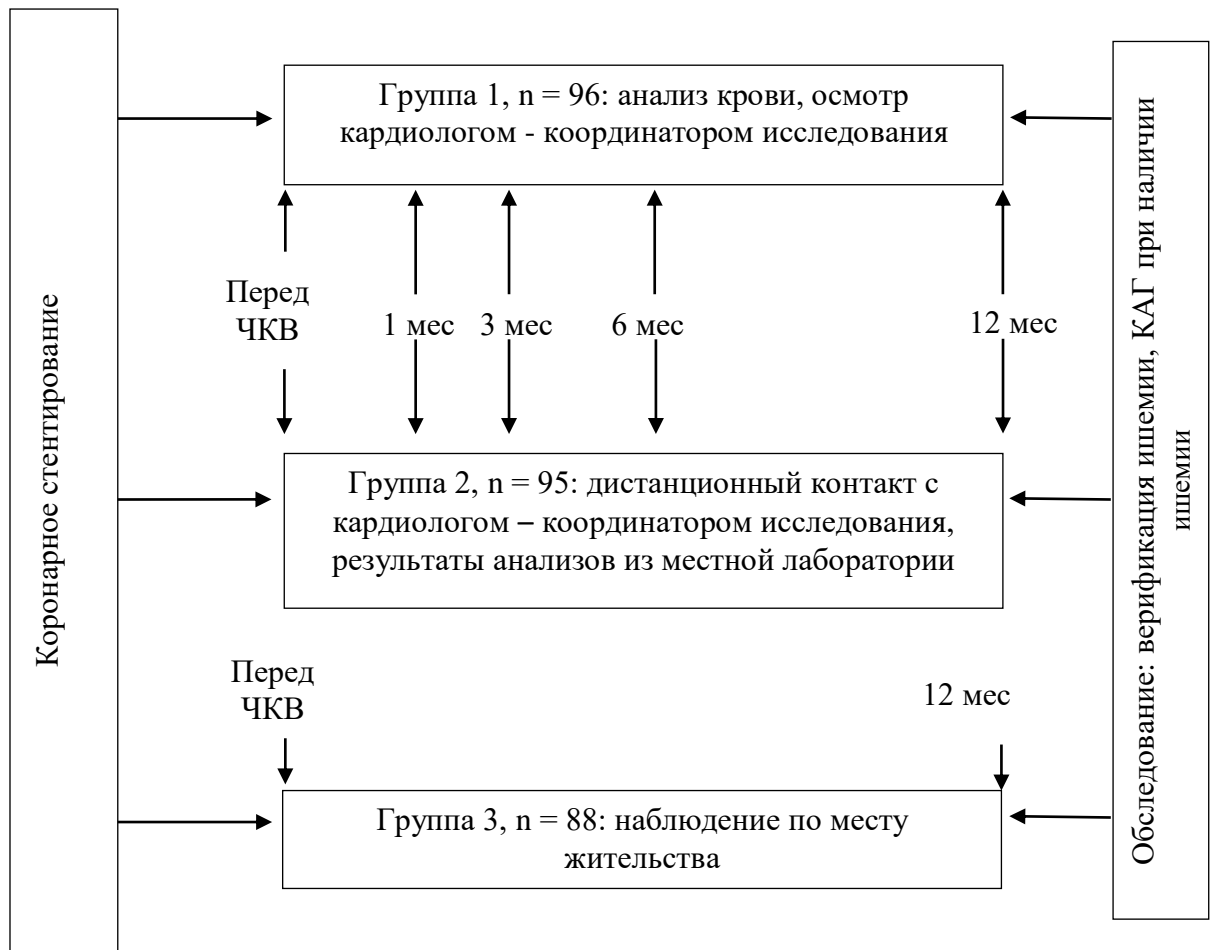 Коронарное стентирование
Группа 1, n = 96: анализ крови, осмотр
кардиологом - координатором исследования
Перед
ЧКВ
1 мес
3 мес
6 мес
12 мес
Группа 2, n = 95: дистанционный контакт с
кардиологом – координатором исследования,
результаты анализов из местной лаборатории
Перед
ЧКВ
12 мес
Группа 3, n = 88: наблюдение по месту
жительства
Обследование: верификация ишемии, КАГ при наличии
ишемии